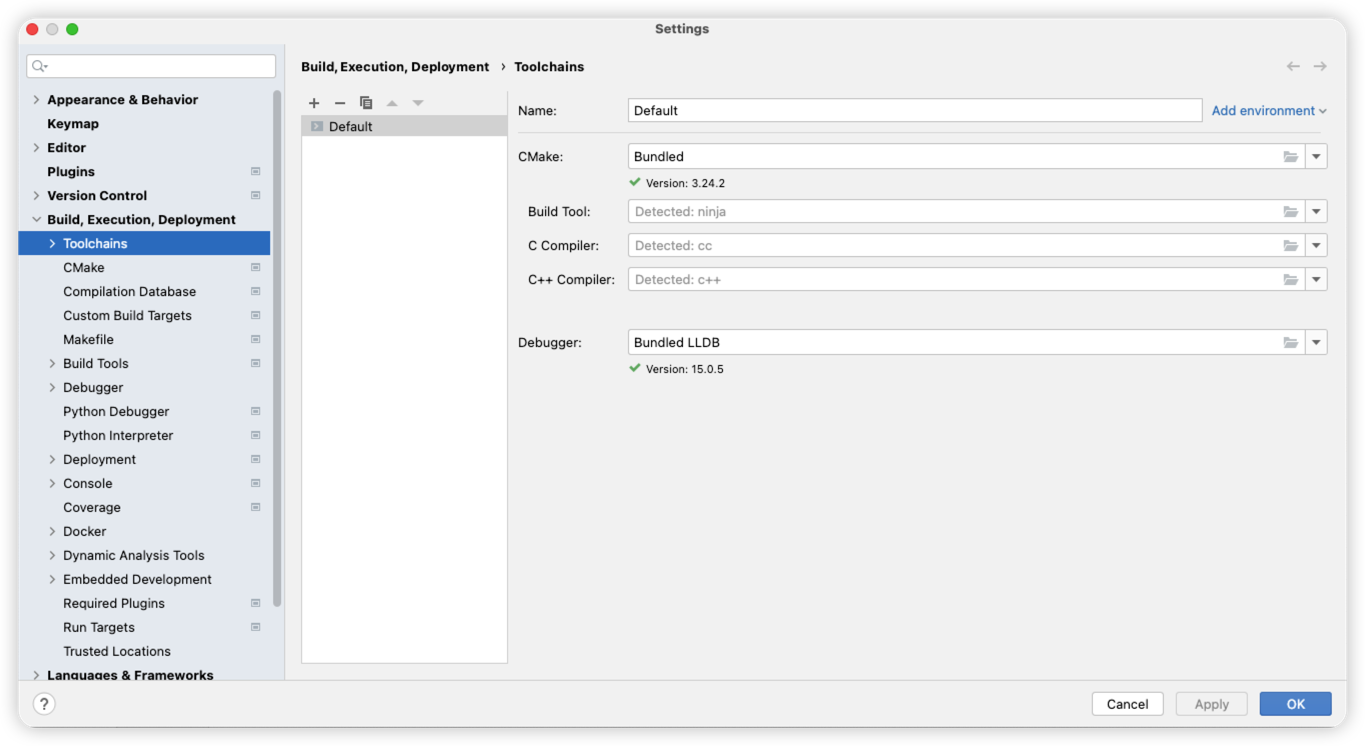 Settings
Appearance & Behavior
Keymap
Editor
Plugins
Version Control
Build, Execution, Deployment
Toolchains
CMake
Compilation Database
Custom Build Targets
Makefile
Build Tools
Debugger
Python Debugger
Python Interpreter
Deployment
Console
Coverage
Docker
Dynamic Analysis Tools
Embedded Development
Required Plugins
Run Targets
Trusted Locations
Languages & Frameworks
Build, Execution, Deployment › Toolchains
Default
Name: Default Add environment
CMake: Bundled
Version: 3.24.2
Build Tool: Detected: ninja
C Compiler: Detected: cc
C++ Compiler: Detected: c++
Debugger: Bundled LLDB
Version: 15.0.5
? Cancel Apply OK